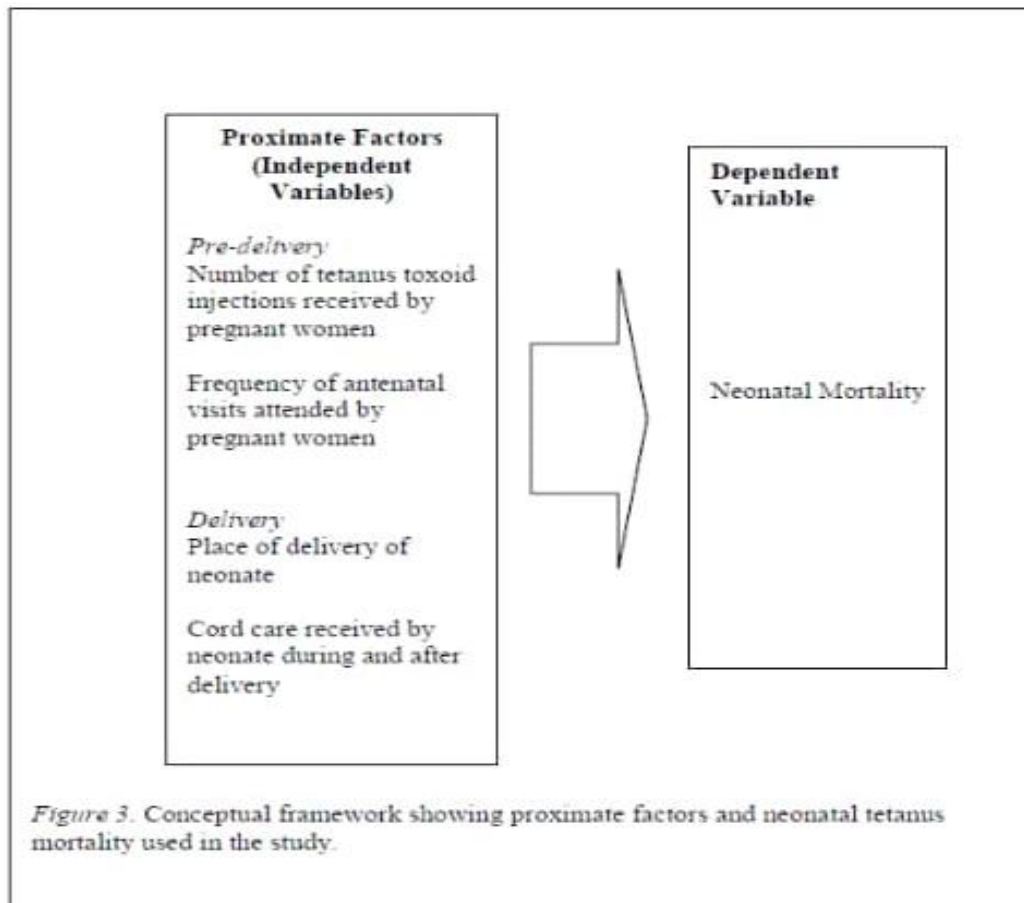 Proximate Factors
(Independent
Variables)
Pre-delivery
Number of tetanus toxoid
injections received by
pregnant women
Frequency of antenatal
visits attended by
pregnant women
Delivery
Place of delivery of
neonate
Cord care received by
neonate during and after
delivery
Dependent
Variable
Neonatal Mortality
Figure 3. Conceptual framework showing proximate factors and neonatal tetanus
mortality used in the study.